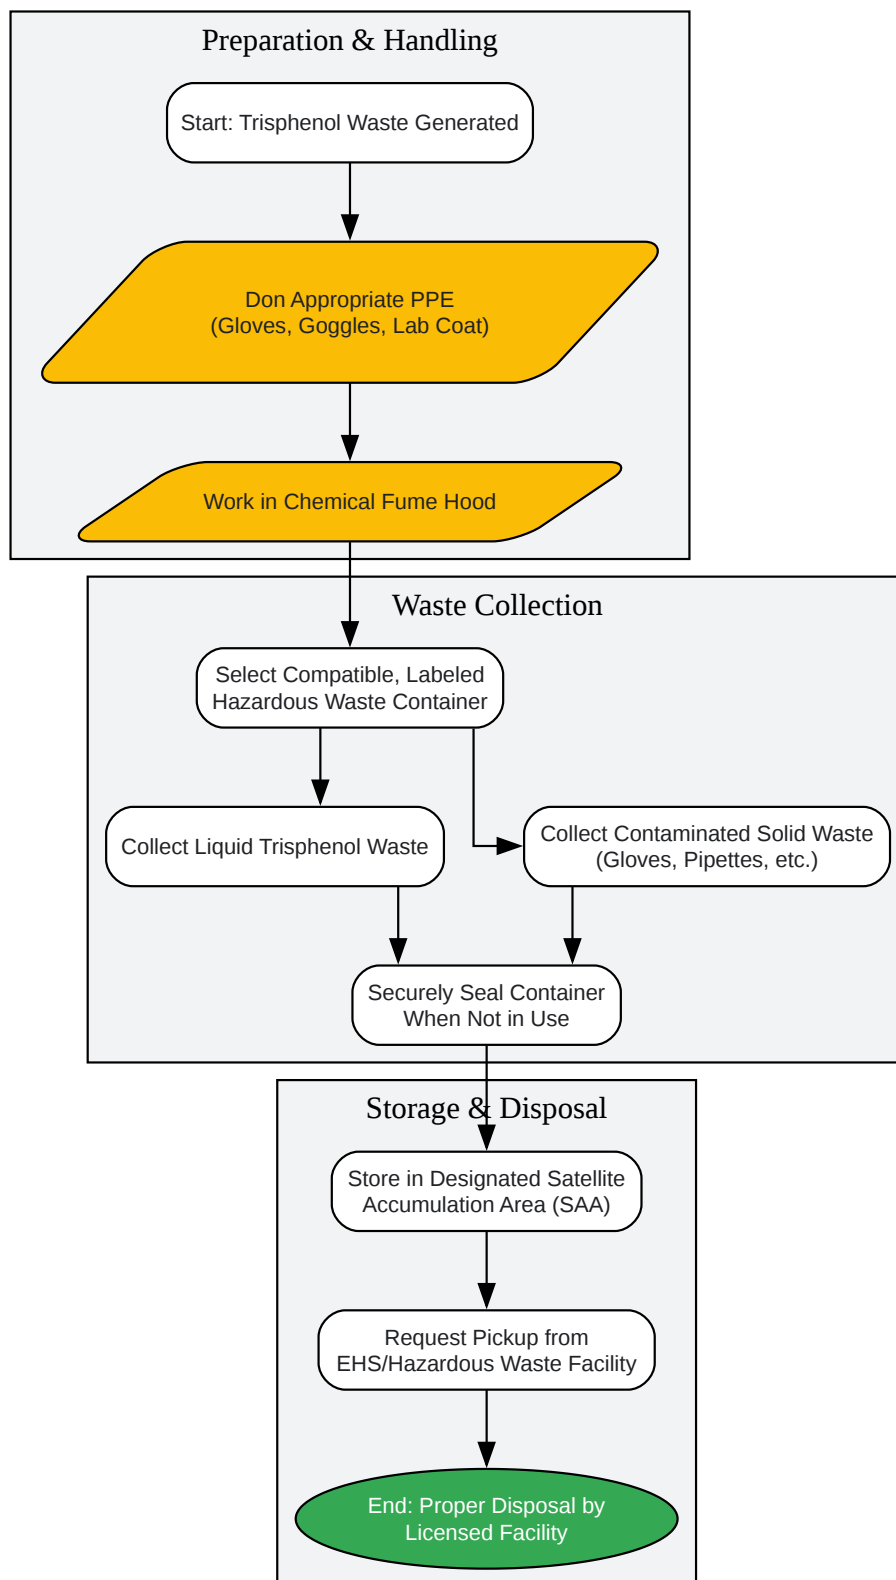 Preparation & Handling
Start: Trisphenol Waste Generated
Don Appropriate PPE
(Gloves, Goggles, Lab Coat)
Work in Chemical Fume Hood
Waste Collection
Select Compatible, Labeled
Hazardous Waste Container
Collect Liquid Trisphenol Waste
Collect Contaminated Solid Waste
(Gloves, Pipettes, etc.)
Securely Seal Container
When Not in Use
Storage & Disposal
Store in Designated Satellite
Accumulation Area (SAA)
Request Pickup from
EHS/Hazardous Waste Facility
End: Proper Disposal by
Licensed Facility